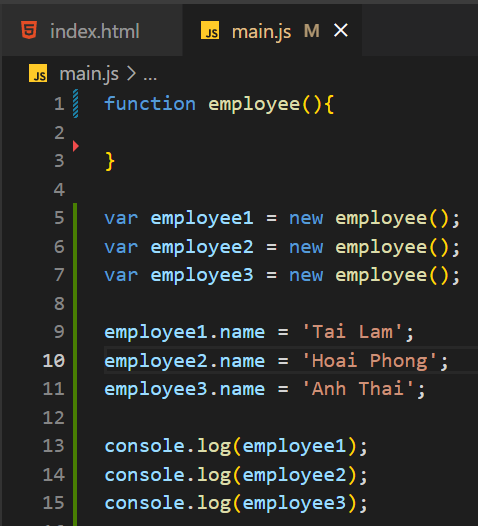 index.html main.js M
JS main.js > ...
1 function employee(){
2
3 }
4
5 var employee1 = new employee();
6 var employee2 = new employee();
7 var employee3 = new employee();
8
9 employee1.name = 'Tai Lam';
10 employee2.name = 'Hoai Phong';
11 employee3.name = 'Anh Thai';
12
13 console.log(employee1);
14 console.log(employee2);
15 console.log(employee3);